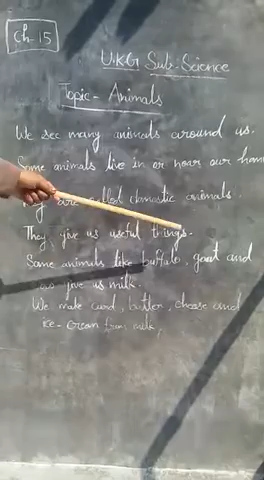 Ch-15
U.K.G Sub-Science
Topic- Animals
We see many animals around us.
Some animals live in or near our home
are called domestic animals.
They give us useful things.
Some animals like buffalo, goat and
give us milk.
We make curd, butter, cheese and
ice-cream from milk,